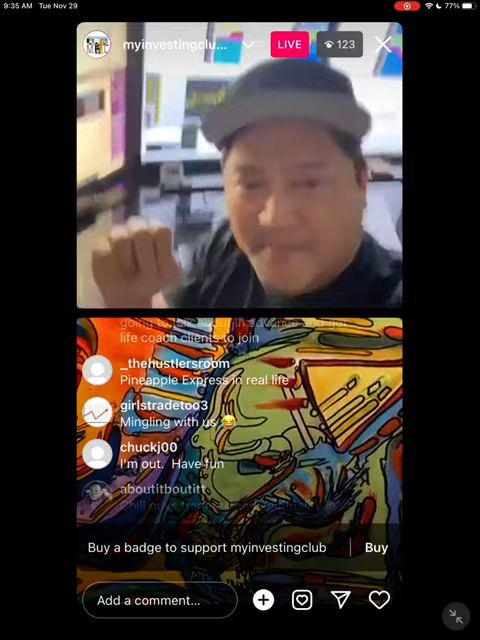 9:35 AM Tue Nov 29
77%
myinvestingclu...
LIVE
123
life coach clients to join
_thehustlersroom
Pineapple Express in real life
girlstradetoo3
Mingling with us 😂
chuckj00
I'm out. Have fun
aboutitboutitt
Buy a badge to support myinvestingclub
Buy
Add a comment...